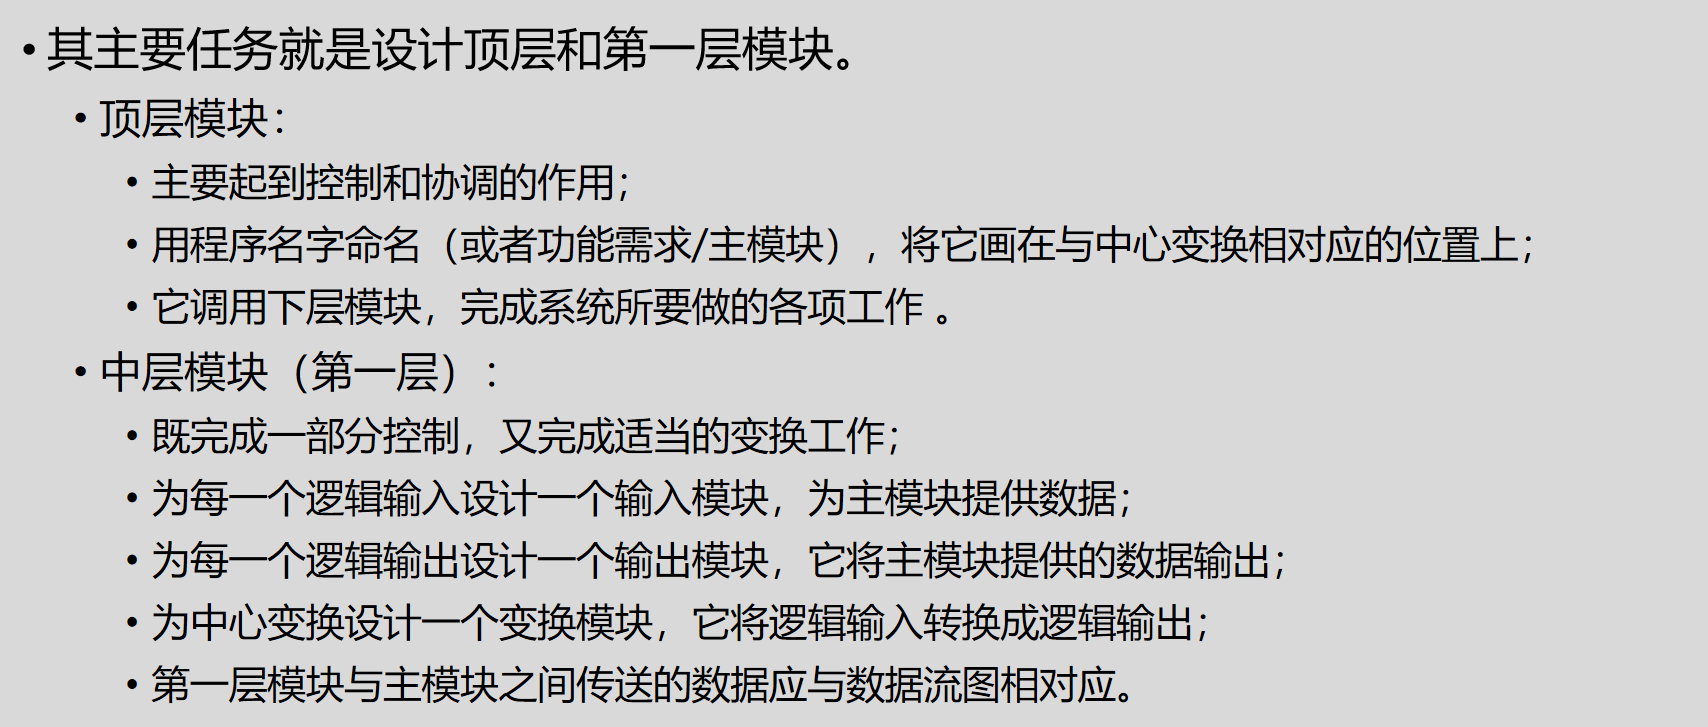 • 其主要任务就是设计顶层和第一层模块。
• 顶层模块：
• 主要起到控制和协调的作用；
• 用程序名字命名（或者功能需求/主模块），将它画在与中心变换相对应的位置上；
• 它调用下层模块，完成系统所要做的各项工作 。
• 中层模块（第一层）：
• 既完成一部分控制，又完成适当的变换工作；
• 为每一个逻辑输入设计一个输入模块，为主模块提供数据；
• 为每一个逻辑输出设计一个输出模块，它将主模块提供的数据输出；
• 为中心变换设计一个变换模块，它将逻辑输入转换成逻辑输出；
• 第一层模块与主模块之间传送的数据应与数据流图相对应。